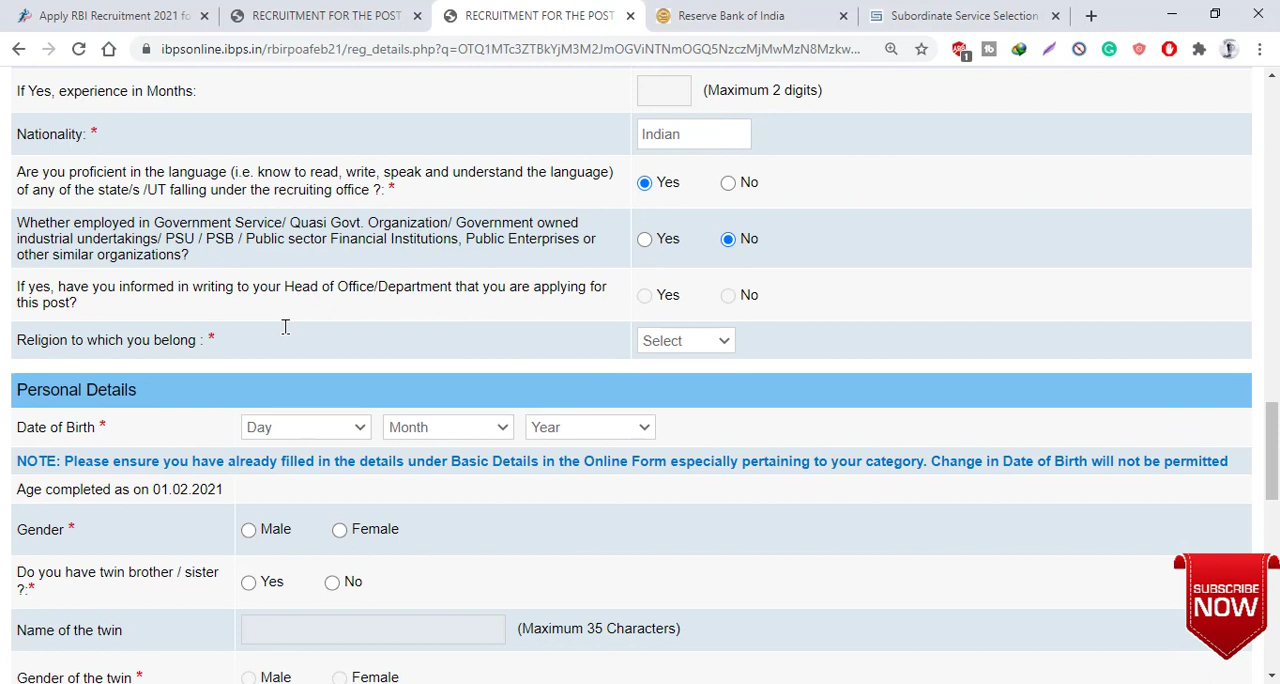 Apply RBI Recruitment 2021 fo
RECRUITMENT FOR THE POST
RECRUITMENT FOR THE POST
Reserve Bank of India
Subordinate Service Selection
ibpsonline.ibps.in/rbirpoafeb21/reg_details.php?q=OTQ1MTc3ZTBkYjM3M2JmOGViNTNmOGQ5NzczMjMwMzN8Mzkw...
If Yes, experience in Months:
(Maximum 2 digits)
Nationality: *
Indian
Are you proficient in the language (i.e. know to read, write, speak and understand the language)
of any of the state/s /UT falling under the recruiting office ?: *
Yes
No
Whether employed in Government Service/ Quasi Govt. Organization/ Government owned
industrial undertakings/ PSU / PSB / Public sector Financial Institutions, Public Enterprises or
other similar organizations?
Yes
No
If yes, have you informed in writing to your Head of Office/Department that you are applying for
this post?
Yes
No
Religion to which you belong : *
Select
Personal Details
Date of Birth *
Day
Month
Year
NOTE: Please ensure you have already filled in the details under Basic Details in the Online Form especially pertaining to your category. Change in Date of Birth will not be permitted
Age completed as on 01.02.2021
Gender *
Male
Female
Do you have twin brother / sister
?:*
Yes
No
Name of the twin
(Maximum 35 Characters)
Gender of the twin *
Male
Female
SUBSCRIBE
NOW